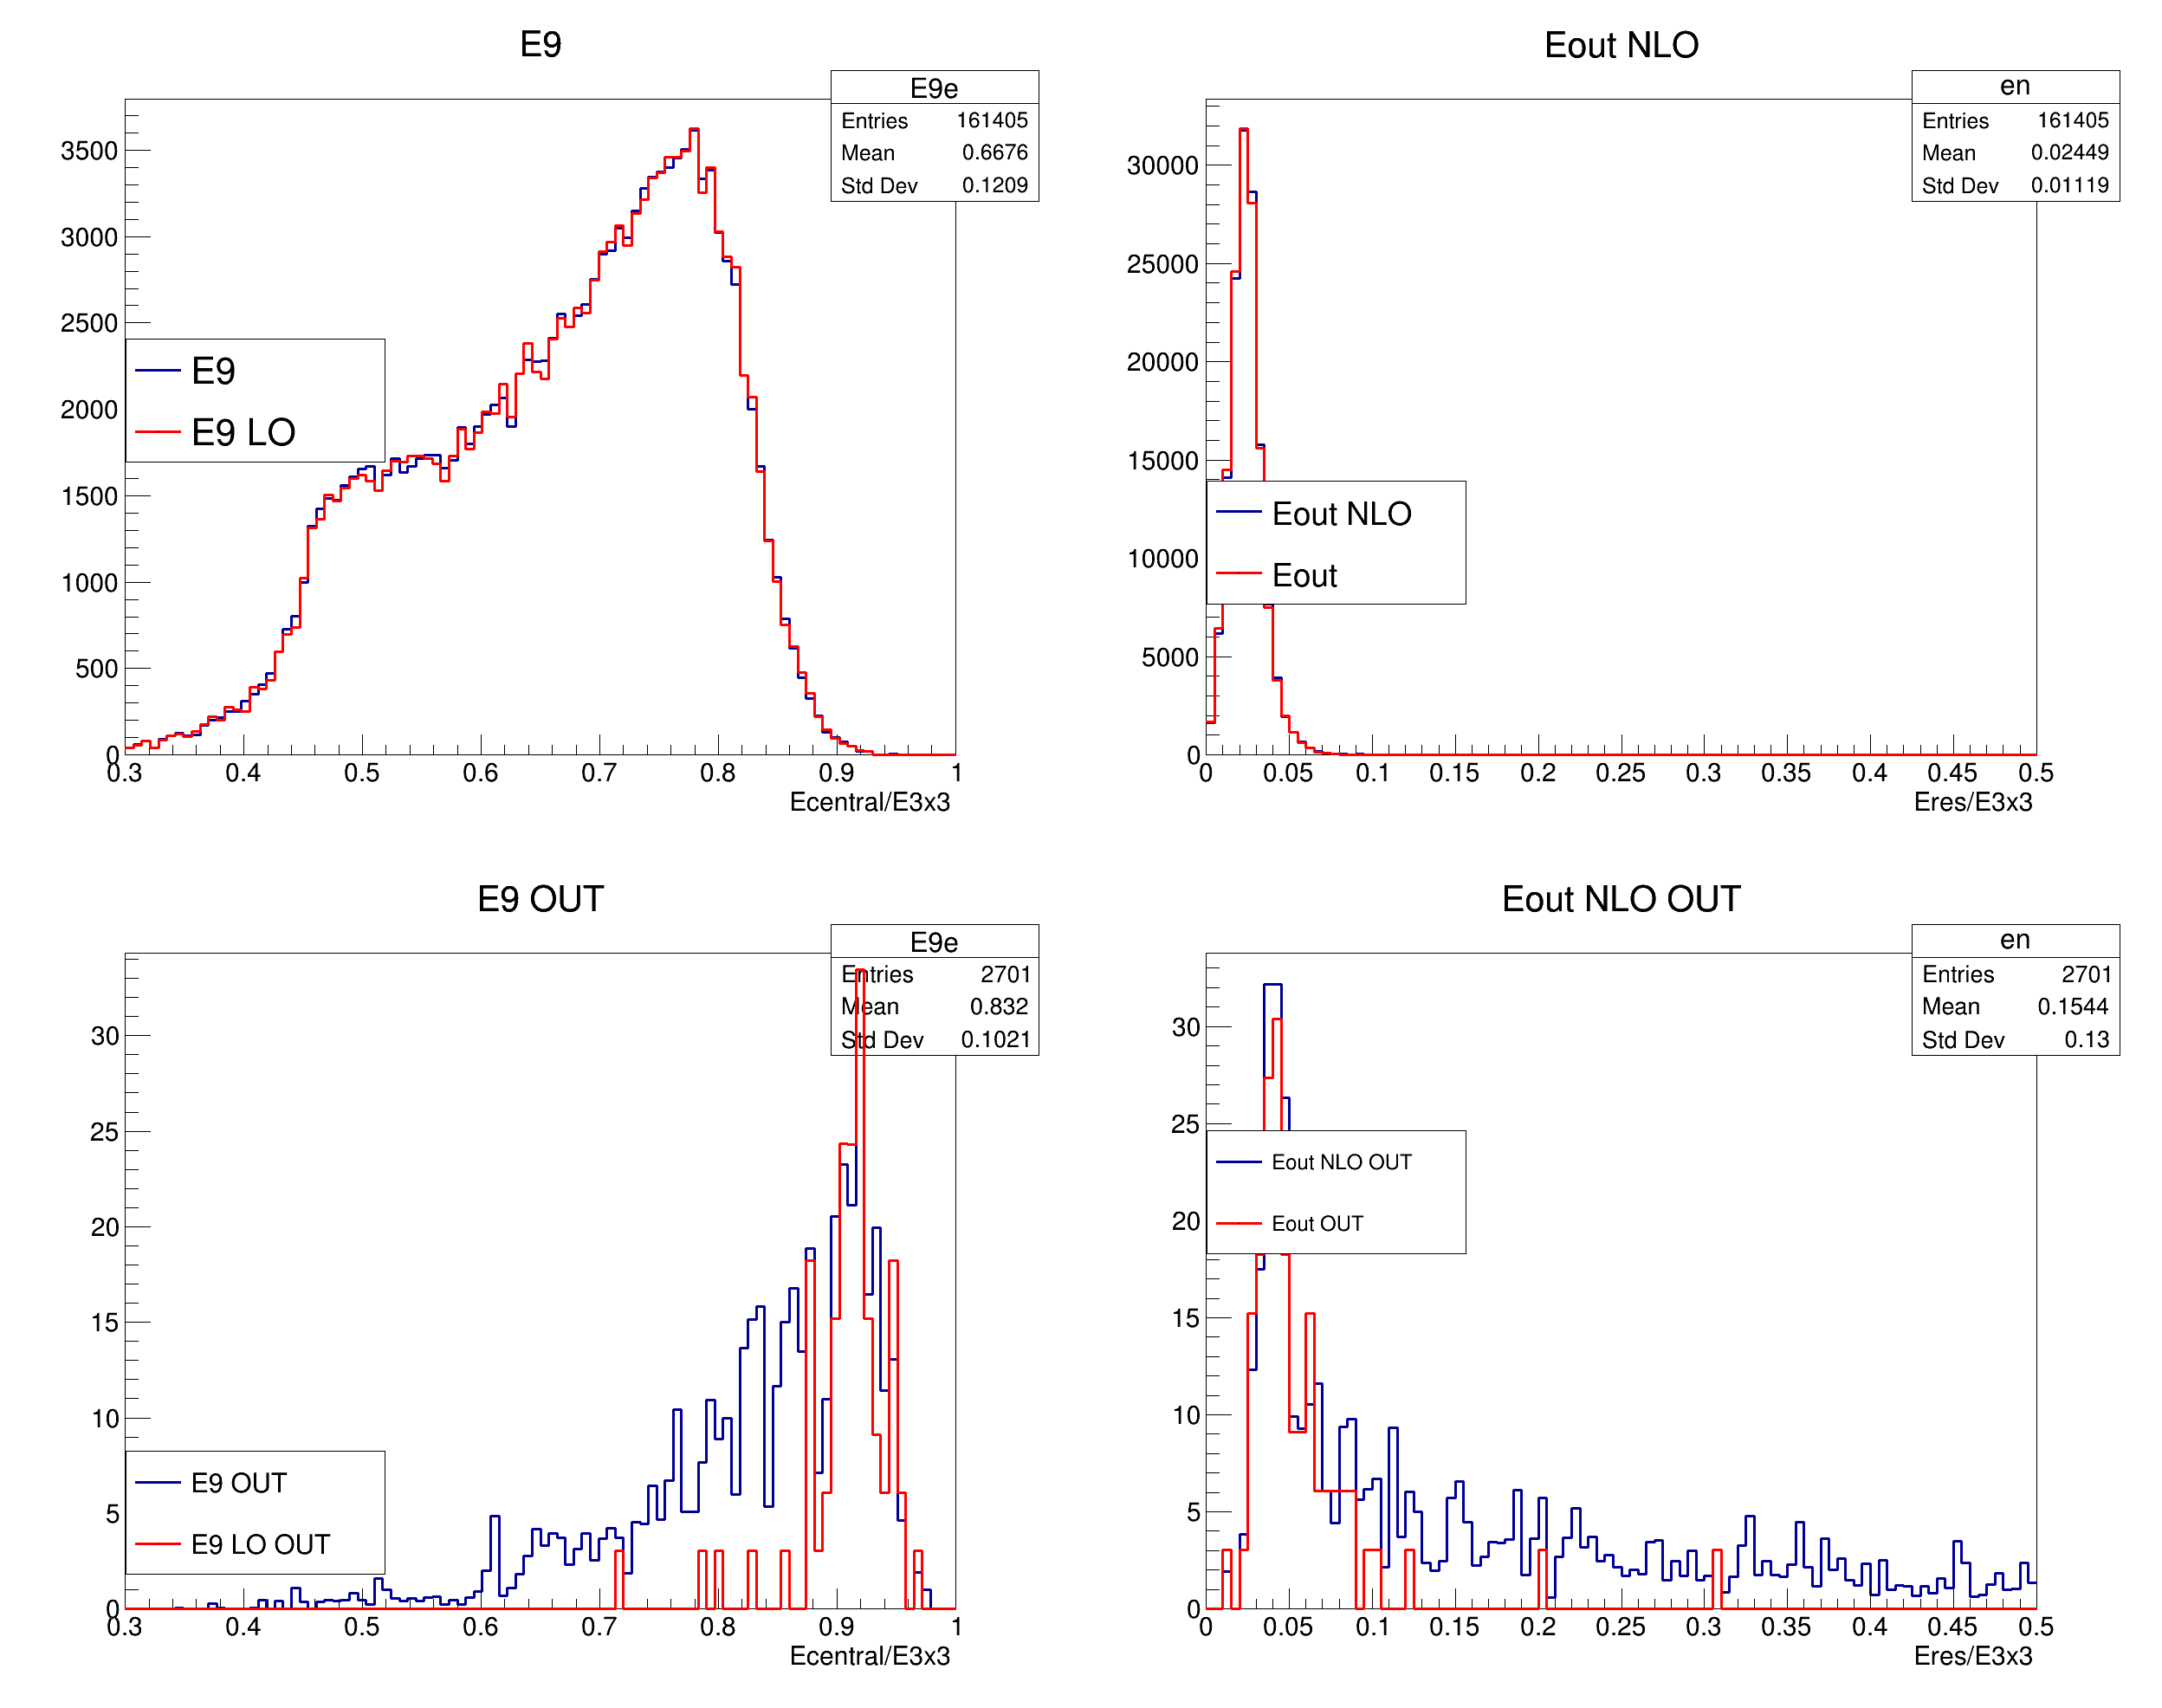 E9
E9e
Entries 161405
Mean 0.6676
Std Dev 0.1209
3500
3000
2500
2000
1500
1000
500
0
E9
E9 LO
0.3 0.4 0.5 0.6 0.7 0.8 0.9 1
Ecentral/E3x3
Eout NLO
en
Entries 161405
Mean 0.02449
Std Dev 0.01119
30000
25000
20000
15000
10000
5000
0
Eout NLO
Eout
0 0.05 0.1 0.15 0.2 0.25 0.3 0.35 0.4 0.45 0.5
Eres/E3x3
E9 OUT
E9e
Entries 2701
Mean 0.832
Std Dev 0.1021
30
25
20
15
10
5
0
E9 OUT
E9 LO OUT
0.3 0.4 0.5 0.6 0.7 0.8 0.9 1
Ecentral/E3x3
Eout NLO OUT
en
Entries 2701
Mean 0.1544
Std Dev 0.13
30
25
20
15
10
5
0
Eout NLO OUT
Eout OUT
0 0.05 0.1 0.15 0.2 0.25 0.3 0.35 0.4 0.45 0.5
Eres/E3x3